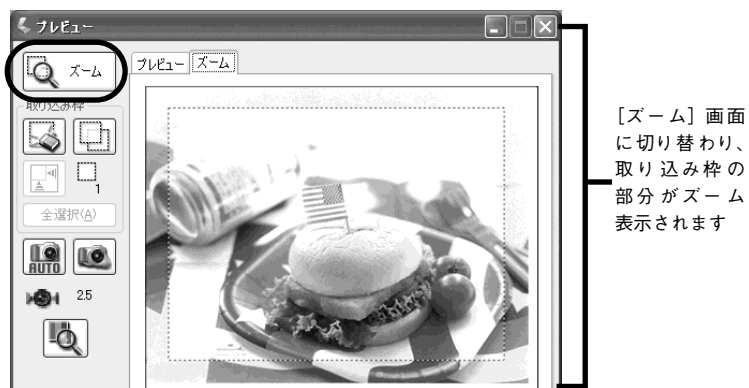 プレビュー
ズーム
プレビュー ズーム
取り込み枠
1
全選択(A)
AUTO
2.5
[ズーム] 画面
に切り替わり、
取り込み枠の
部分がズーム
表示されます